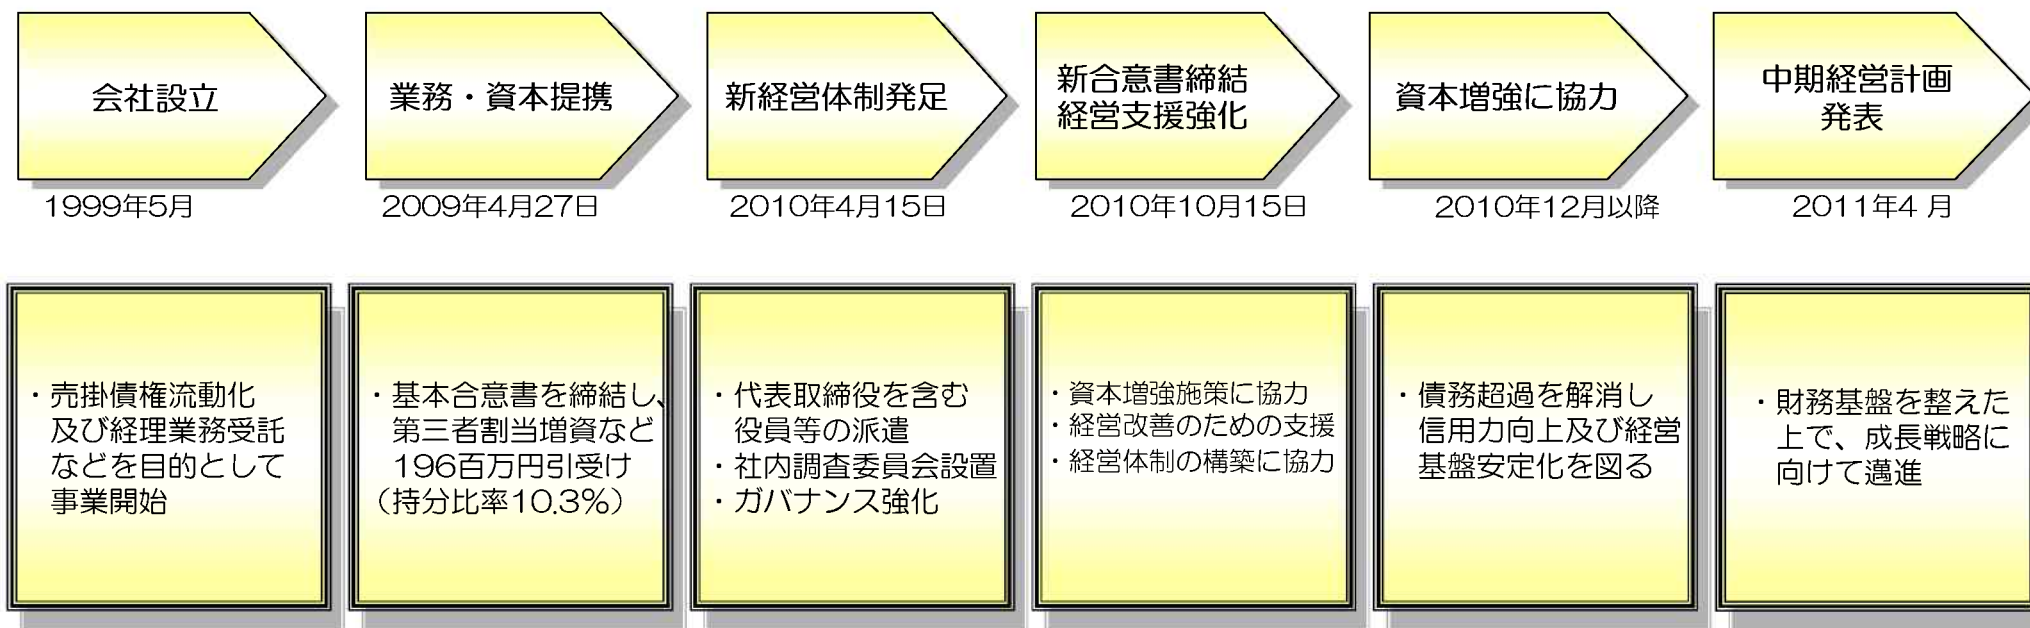 会社設立
業務・資本提携
新経営体制発足
新合意書締結
経営支援強化
資本増強に協力
中期経営計画
発表
1999年5月
2009年4月27日
2010年4月15日
2010年10月15日
2010年12月以降
2011年4月
・売掛債権流動化
及び経理業務受託
などを目的として
事業開始
・基本合意書を締結し、
第三者割当増資など
196百万円引受け
（持分比率10.3%）
・代表取締役を含む
役員等の派遣
・社内調査委員会設置
・ガバナンス強化
・資本増強施策に協力
・経営改善のための支援
・経営体制の構築に協力
・債務超過を解消し
信用力向上及び経営
基盤安定化を図る
・財務基盤を整えた
上で、成長戦略に
向けて邁進